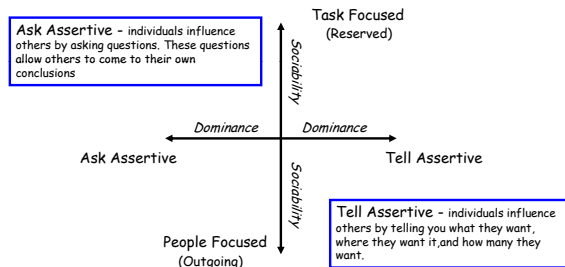 Task Focused
(Reserved)
Ask Assertive - individuals influence
others by asking questions. These questions
allow others to come to their own
conclusions
Sociability
Dominance
Dominance
Ask Assertive
Tell Assertive
Sociability
Tell Assertive - individuals influence
others by telling you what they want,
where they want it,and how many they
want.
People Focused
(Outgoing)